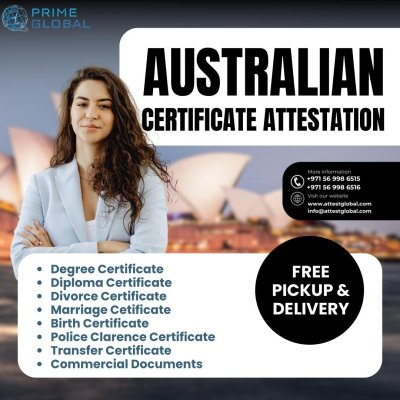 PRIME
GLOBAL
AUSTRALIAN
CERTIFICATE ATTESTATION
More information
+971 56 998 6515
+971 56 998 6516
Visit our website
www.attestglobal.com
info@attestglobal.com
• Degree Certificate
• Diploma Certificate
• Divorce Certificate
• Marriage Cetificate
• Birth Certificate
• Police Clarence Certificate
• Transfer Certificate
• Commercial Documents
FREE
PICKUP &
DELIVERY